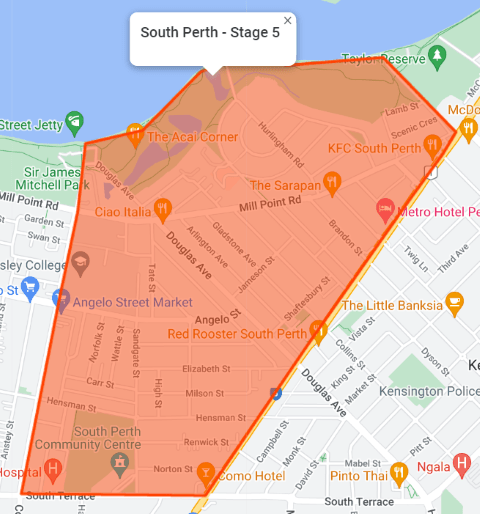 South Perth - Stage 5
×
Taylor Reserve
McDo
Lamb St
Street Jetty
The Acai Corner
Hurlingham Rd
Scenic Cres
KFC South Perth
Sir James
Mitchell Park
Douglas Ave
The Sarapan
Mill Point Rd
Mill Point Rd
Ciao Italia
Metro Hotel Pe
Garden St
Swan St
Arlington Ave
Gladstone Ave
Brandon St
Douglas Ave
Twig Ln
Third Ave
sley College
Tate St
Jameson St
o St
Angelo Street Market
Shaftesbury St
The Little Banksia
Angelo St
Red Rooster South Perth
Vista St
Norfolk St
Wattle St
Sandgate St
Collins St
Dyson St
Elizabeth St
King St
Market St
Ke
Carr St
High St
Milson St
Douglas Ave
Kensington Police
Hensman St
Hensman St
Anstey St
South Perth
Community Centre
Renwick St
Campbell St
Monk St
Pitt St
Hospital
Norton St
Como Hotel
David St
Mabel St
Pinto Thai
Ngala
South Terrace
South Terrace